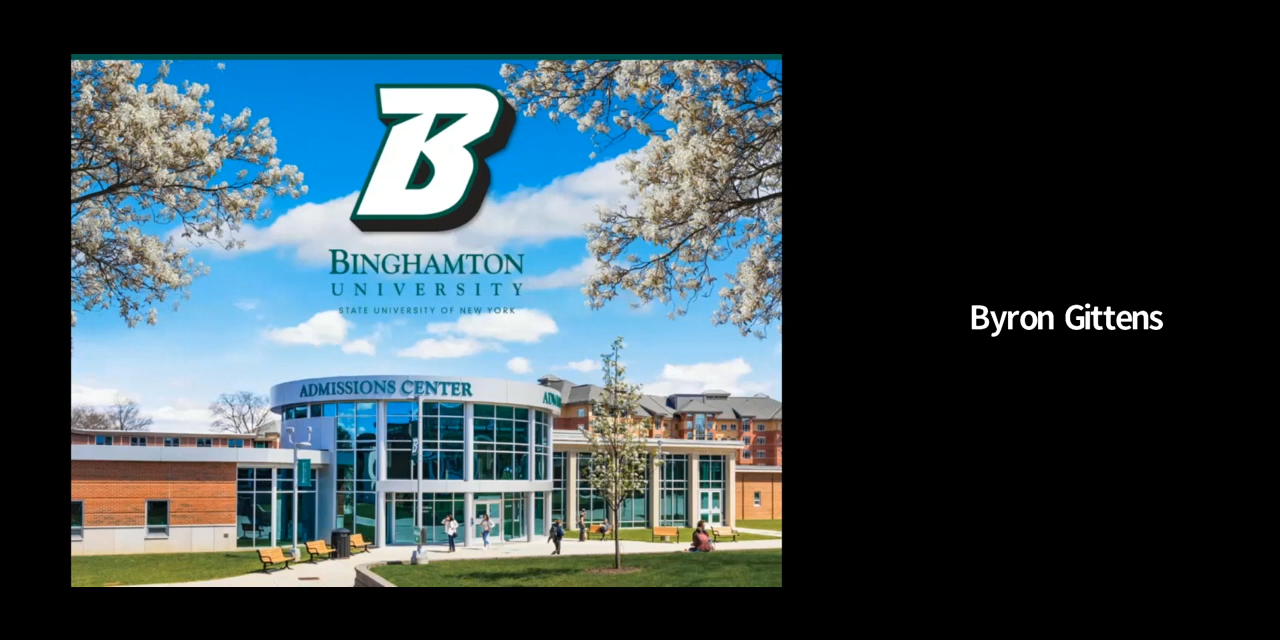 B
BINGHAMTON
UNIVERSITY
STATE UNIVERSITY OF NEW YORK
ADMISSIONS CENTER
Byron Gittens